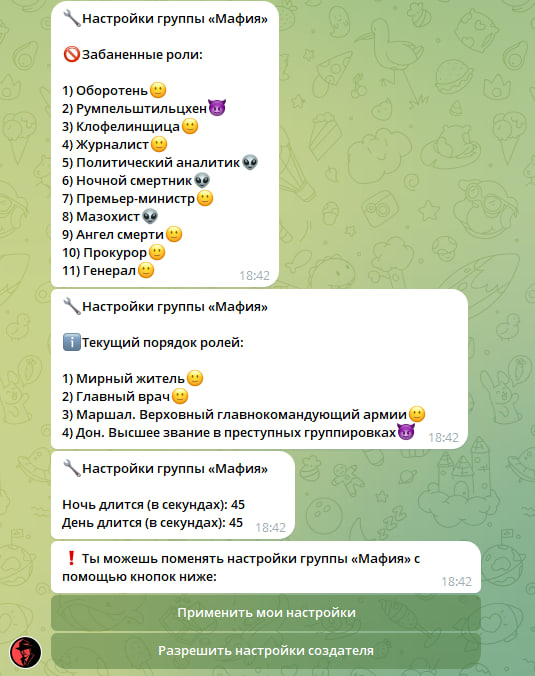 🔧Настройки группы «Мафия»
🚫Забаненные роли:
1) Оборотень🙂
2) Румпельштильцхен😈
3) Клофелинщица🙂
4) Журналист🙂
5) Политический аналитик👽
6) Ночной смертник👽
7) Премьер-министр🙂
8) Мазохист👽
9) Ангел смерти🙂
10) Прокурор🙂
11) Генерал🙂
18:42
🔧Настройки группы «Мафия»
ℹ️Текущий порядок ролей:
1) Мирный житель🙂
2) Главный врач🙂
3) Маршал. Верховный главнокомандующий армии🙂
4) Дон. Высшее звание в преступных группировках😈
18:42
🔧Настройки группы «Мафия»
Ночь длится (в секундах): 45
День длится (в секундах): 45
18:42
❗Ты можешь поменять настройки группы «Мафия» с
помощью кнопок ниже:
18:42
Применить мои настройки
Разрешить настройки создателя